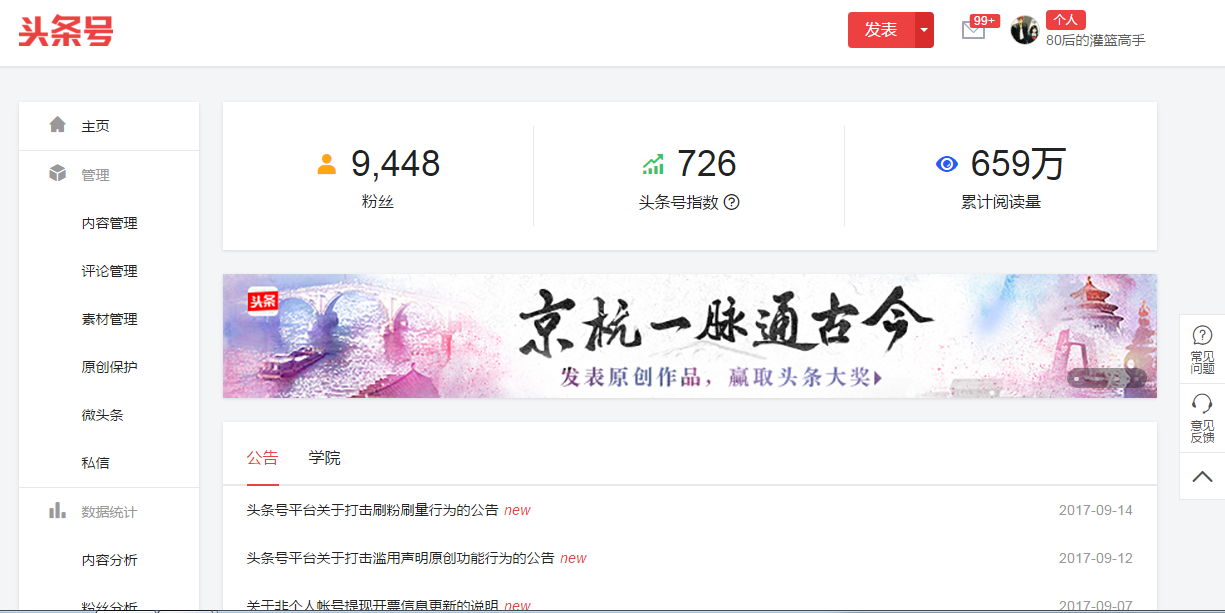 头条号
发表
99+
个人
80后的灌篮高手
主页
管理
内容管理
评论管理
素材管理
原创保护
微头条
私信
数据统计
内容分析
粉丝分析
9,448
粉丝
726
头条号指数
659万
累计阅读量
头条
京杭一脉通古今
发表原创作品，赢取头条大奖
公告 学院
头条号平台关于打击刷粉刷量行为的公告 new 2017-09-14
头条号平台关于打击滥用声明原创功能行为的公告 new 2017-09-12
关于非个人帐号提现开票信息更新的说明 new 2017-09-07
常见
问题
意见
反馈